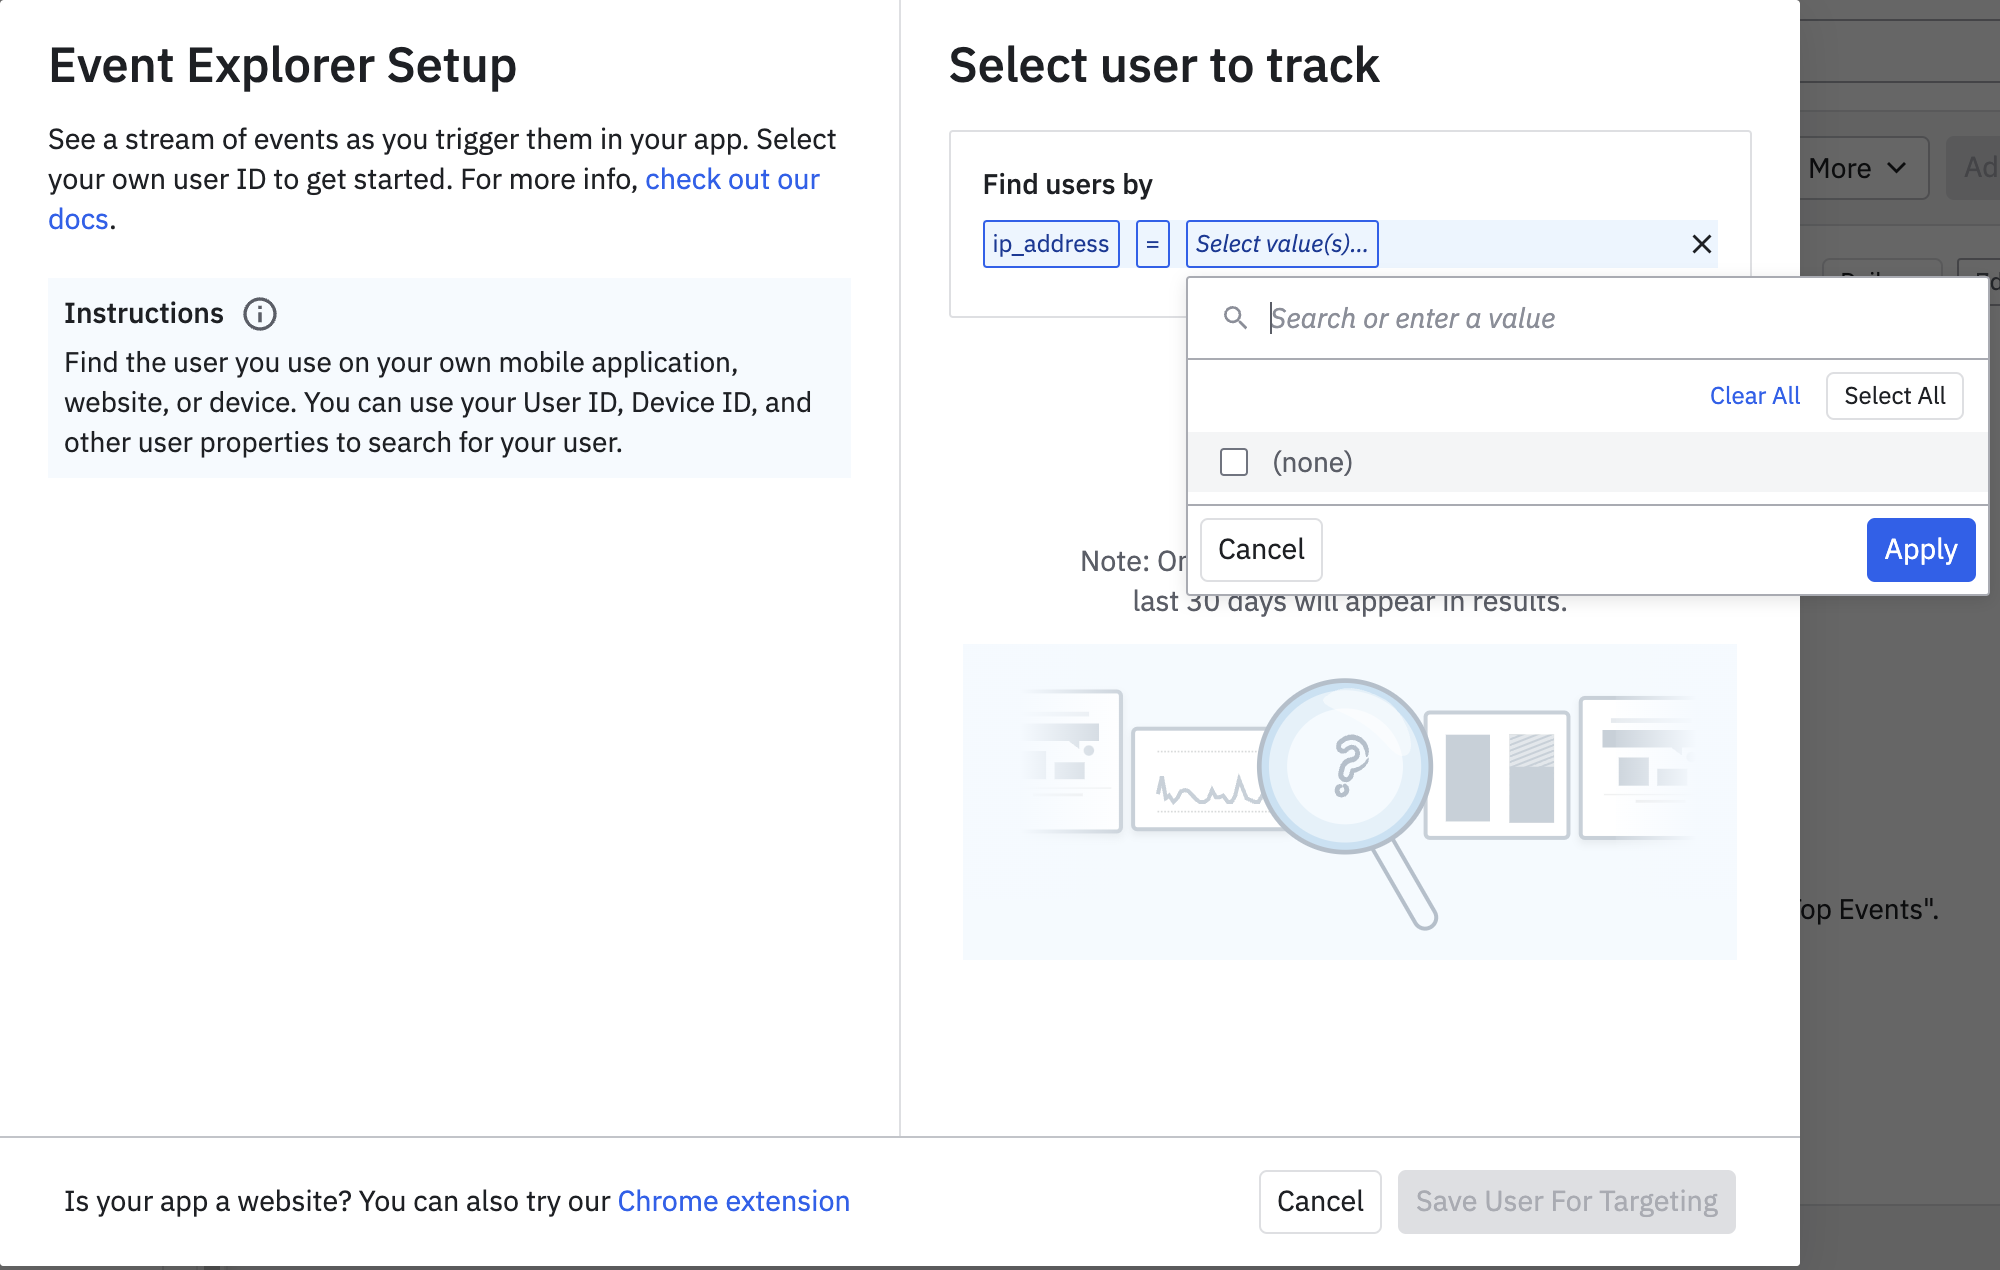 Event Explorer Setup
See a stream of events as you trigger them in your app. Select
your own user ID to get started. For more info, check out our
docs.
Instructions
Find the user you use on your own mobile application,
website, or device. You can use your User ID, Device ID, and
other user properties to search for your user.
Select user to track
Find users by
ip_address = Select value(s)...
Search or enter a value
Clear All Select All
(none)
Cancel Apply
Note:
last 30 days will appear in results.
?
More
Top Events".
Is your app a website? You can also try our Chrome extension
Cancel Save User For Targeting